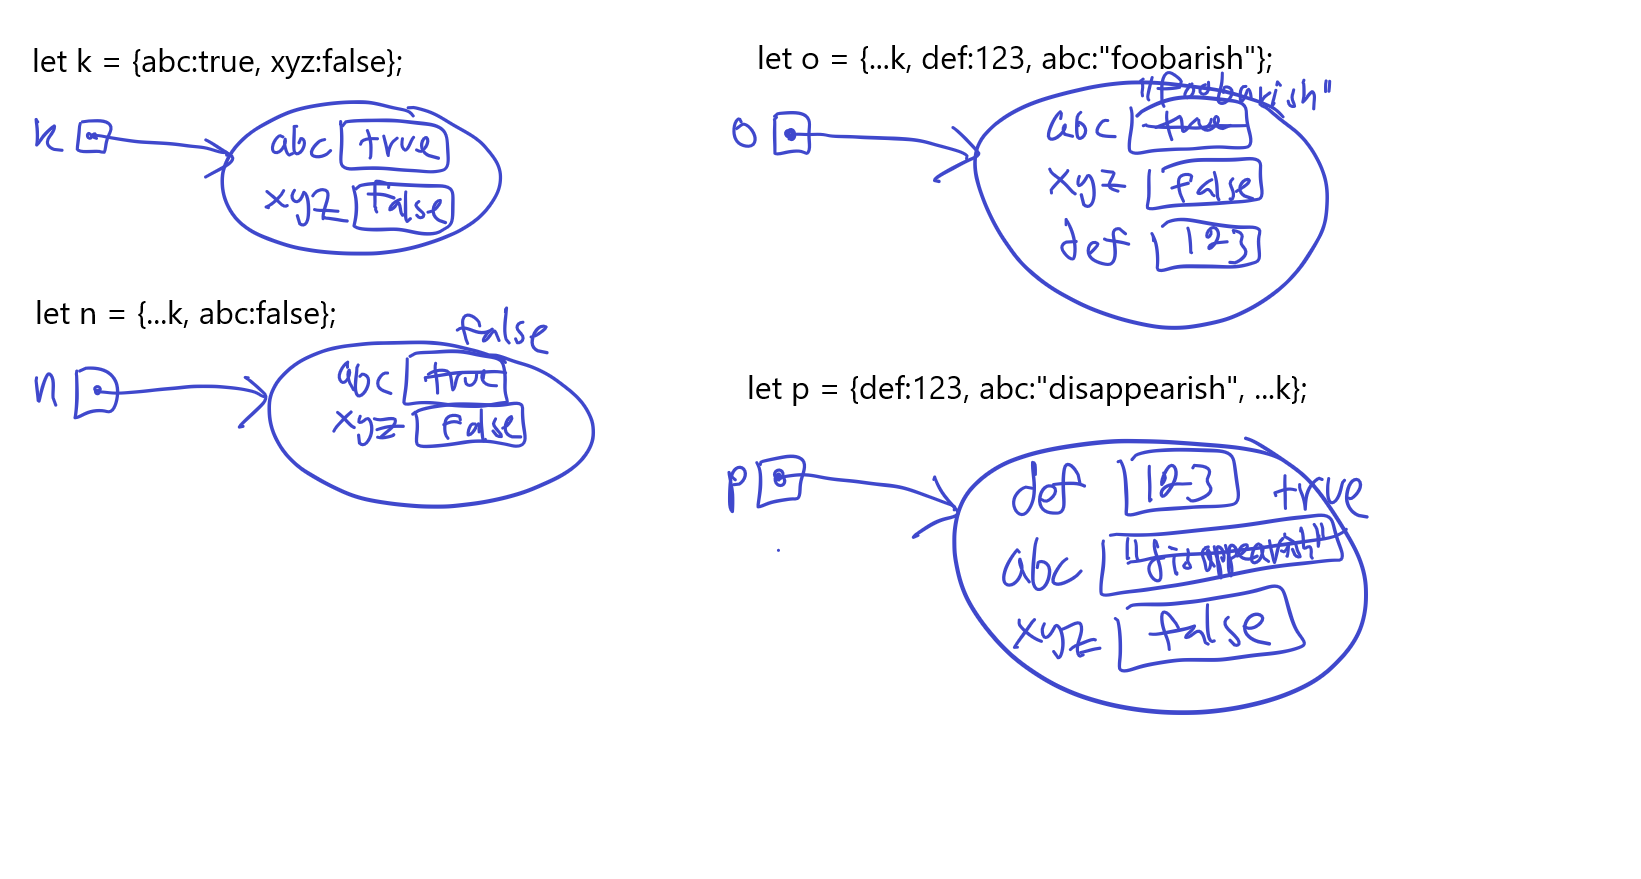 let k = {abc:true, xyz:false};
k
abc true
xyz false
let n = {...k, abc:false};
false
n
abc true
xyz false
let o = {...k, def:123, abc:"foobarish"};
"foobarish"
o
abc true
xyz false
def 123
let p = {def:123, abc:"disappearish", ...k};
p
def 123
true
abc "disappearish"
xyz false